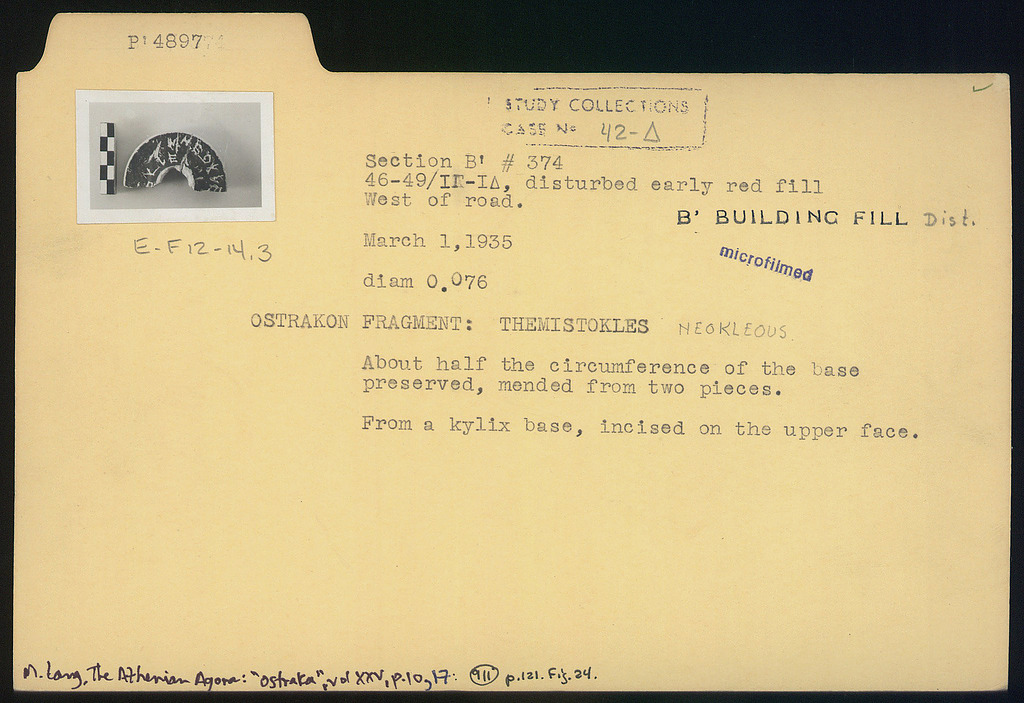 P 4897
STUDY COLLECTIONS
CASE No 42-Δ
Section B' # 374
46-49/ΙΓ-ΙΔ, disturbed early red fill
West of road.
B' BUILDING FILL Dist.
E-F 12-14.3
March 1,1935
microfilmed
diam 0.076
OSTRAKON FRAGMENT: THEMISTOKLES NEOKLEOUS.
About half the circumference of the base
preserved, mended from two pieces.
From a kylix base, incised on the upper face.
M. Lang, The Athenian Agora: "Ostraka", vol XXV, p.10, 17: 911 p.121. Fig. 24.